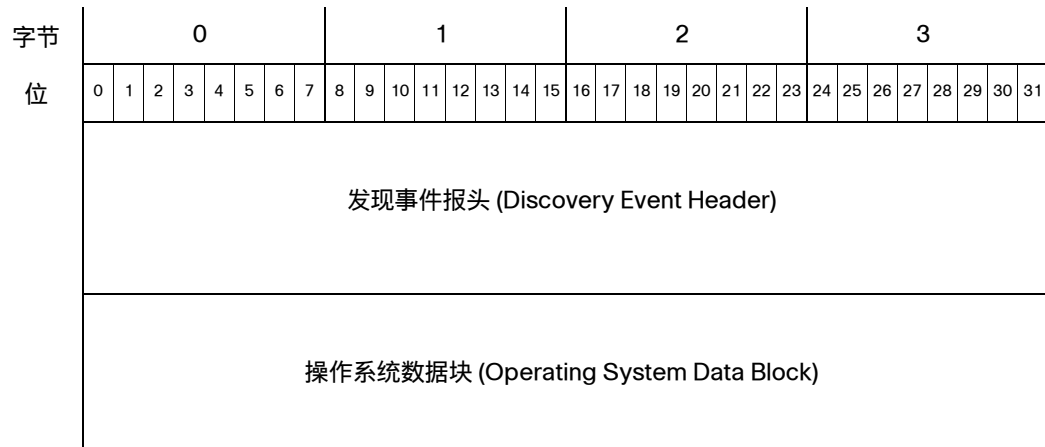 字节 0 1 2 3
位 0 1 2 3 4 5 6 7 8 9 10 11 12 13 14 15 16 17 18 19 20 21 22 23 24 25 26 27 28 29 30 31
发现事件报头 (Discovery Event Header)
操作系统数据块 (Operating System Data Block)